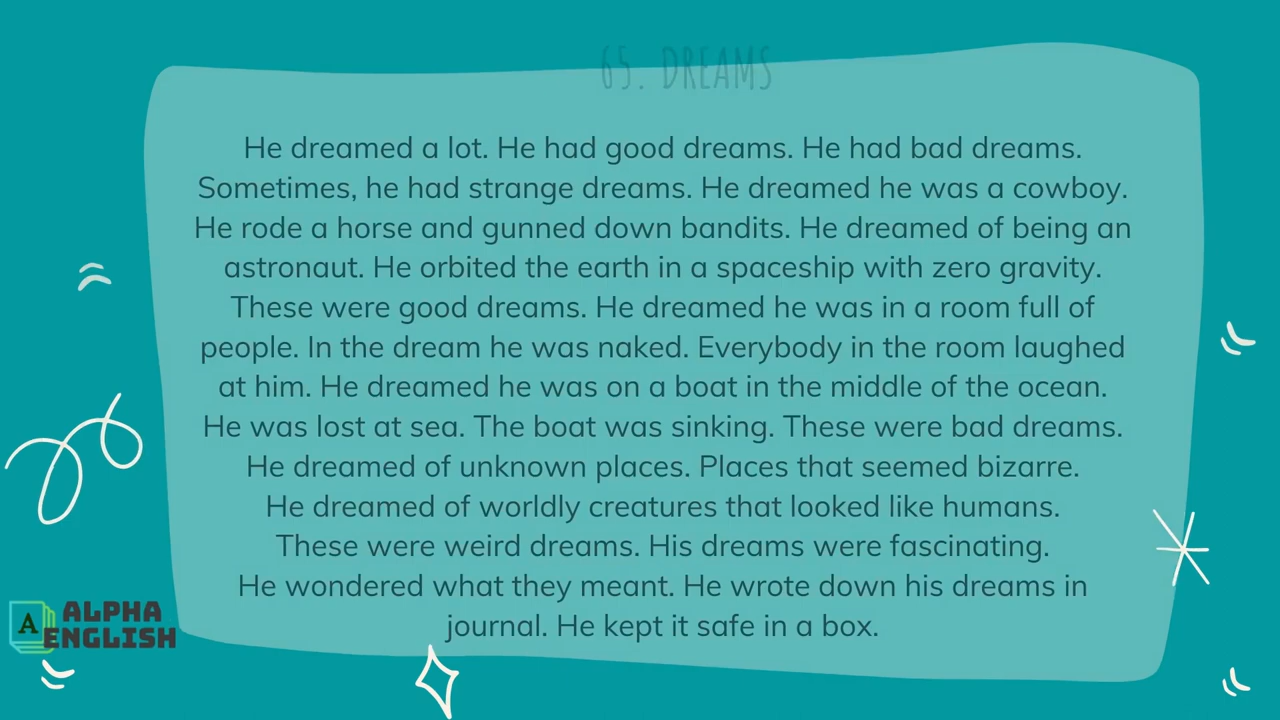 65. DREAMS
He dreamed a lot. He had good dreams. He had bad dreams.
Sometimes, he had strange dreams. He dreamed he was a cowboy.
He rode a horse and gunned down bandits. He dreamed of being an
astronaut. He orbited the earth in a spaceship with zero gravity.
These were good dreams. He dreamed he was in a room full of
people. In the dream he was naked. Everybody in the room laughed
at him. He dreamed he was on a boat in the middle of the ocean.
He was lost at sea. The boat was sinking. These were bad dreams.
He dreamed of unknown places. Places that seemed bizarre.
He dreamed of worldly creatures that looked like humans.
These were weird dreams. His dreams were fascinating.
He wondered what they meant. He wrote down his dreams in
journal. He kept it safe in a box.
A
ALPHA
ENGLISH